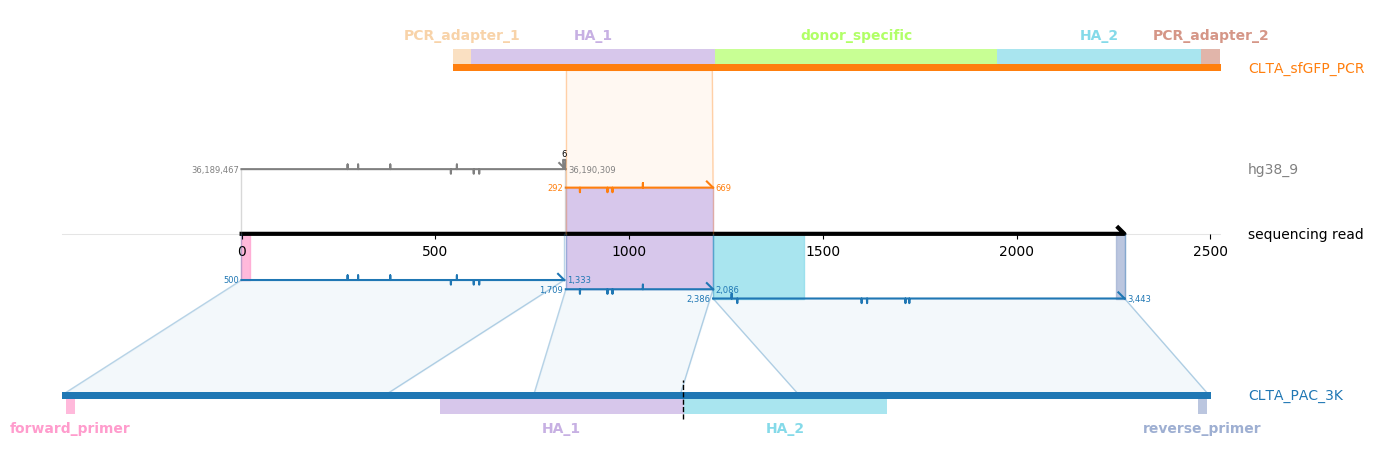 PCR_adapter_1 HA_1 donor_specific HA_2 PCR_adapter_2
CLTA_sfGFP_PCR
6
36,189,467 36,190,309 hg38_9
292 669
sequencing read
0 500 1000 1500 2000 2500
500 1,333
1,709 2,086
2,386 3,443
CLTA_PAC_3K
forward_primer HA_1 HA_2 reverse_primer